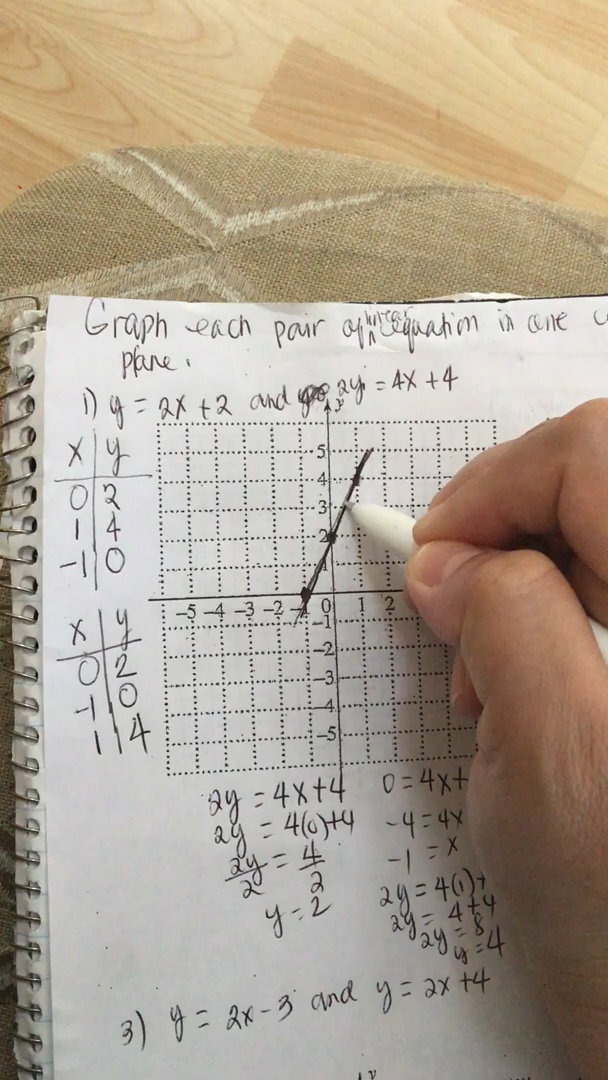 Graph each pair of linear equation in one
plane.
1) y = 2x + 2 and 2y = 4x + 4
x y
0 2
1 4
-1 0
x y
0 2
-1 0
1 4
y
5
4
3
2
1
-5 -4 -3 -2 -1 0 1 2
-1
-2
-3
-4
-5
2y = 4x + 4
2y = 4(0) + 4
2y = 4
2 2
y = 2
0 = 4x +
-4 = 4x
-1 = x
2y = 4(1) +
2y = 4 + 4
2y = 8
y = 4
3) y = 2x - 3 and y = 2x + 4